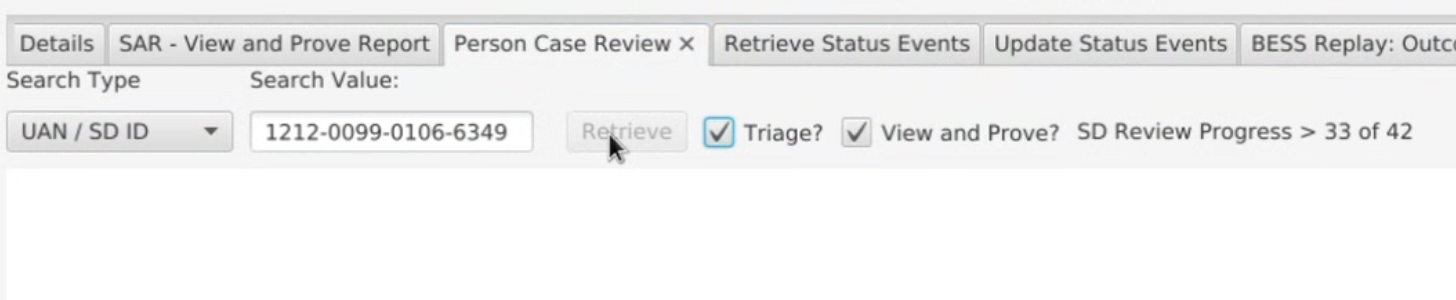 Details SAR - View and Prove Report Person Case Review × Retrieve Status Events Update Status Events BESS Replay:
Search Type Search Value:
UAN / SD ID 1212-0099-0106-6349 Retrieve Triage? View and Prove? SD Review Progress > 33 of 42